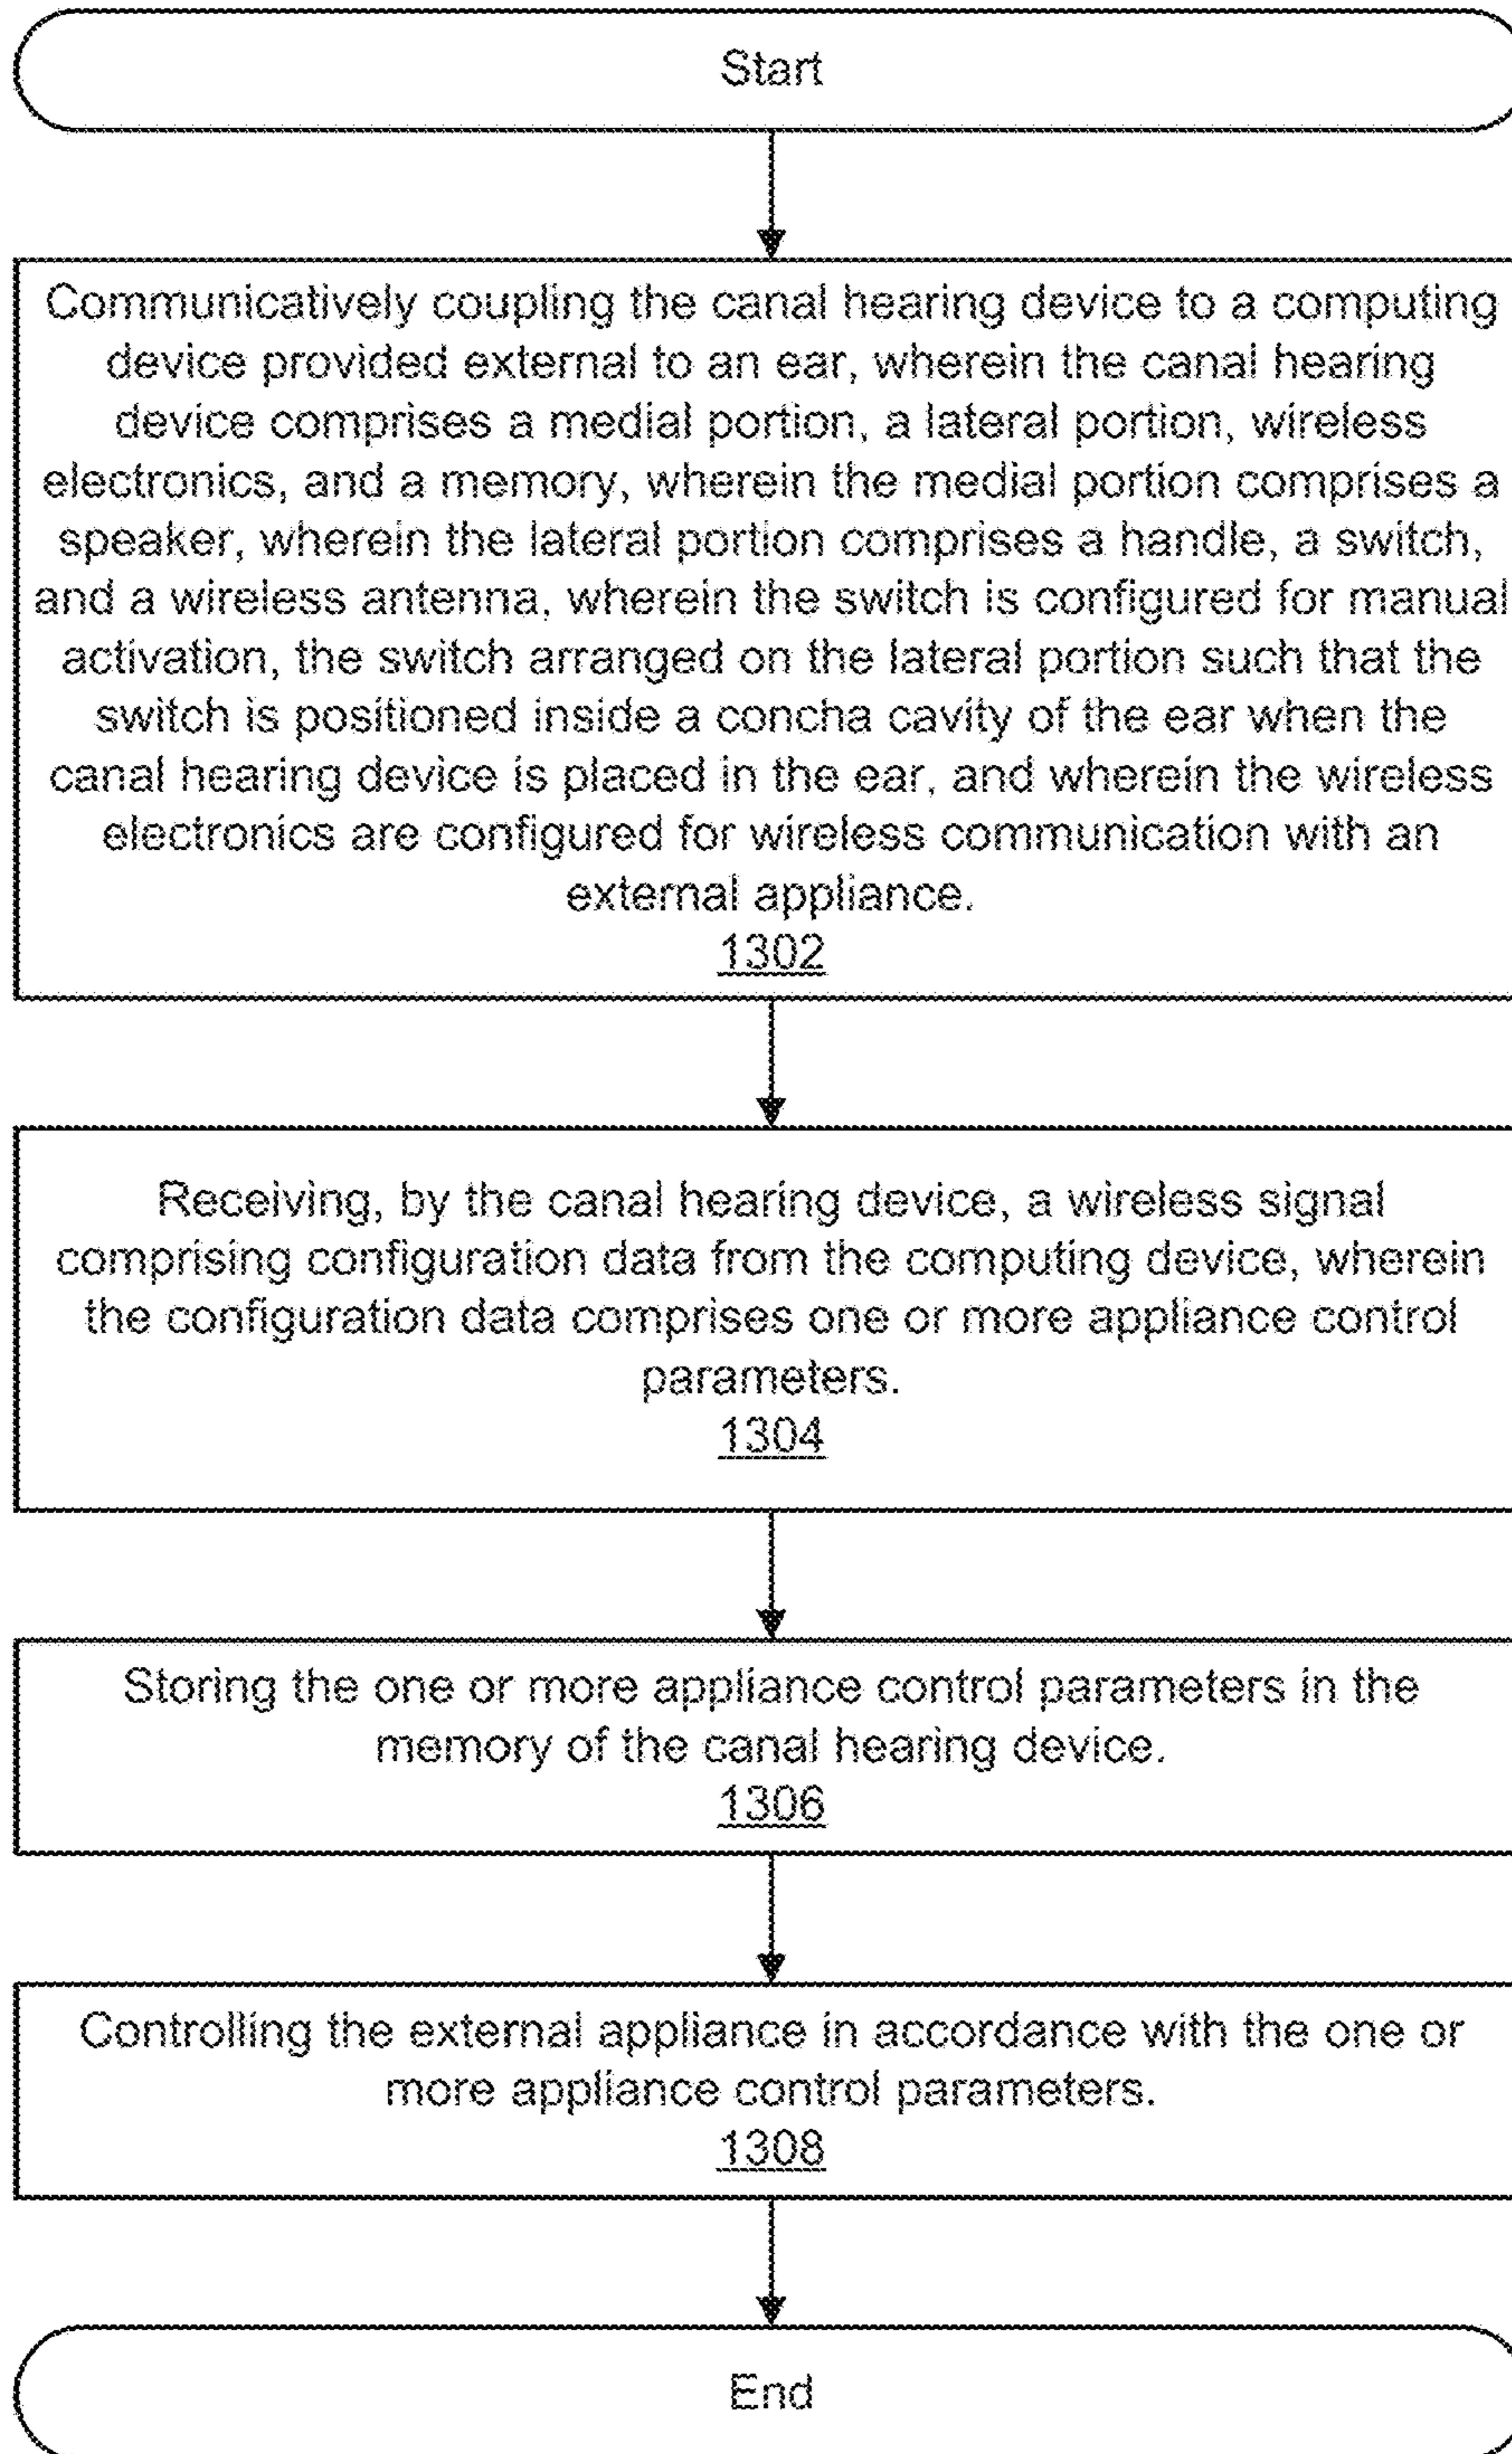 Start
Communicatively coupling the canal hearing device to a computing
device provided external to an ear, wherein the canal hearing
device comprises a medial portion, a lateral portion, wireless
electronics, and a memory, wherein the medial portion comprises a
speaker, wherein the lateral portion comprises a handle, a switch,
and a wireless antenna, wherein the switch is configured for manual
activation, the switch arranged on the lateral portion such that the
switch is positioned inside a concha cavity of the ear when the
canal hearing device is placed in the ear, and wherein the wireless
electronics are configured for wireless communication with an
external appliance.
1302
Receiving, by the canal hearing device, a wireless signal
comprising configuration data from the computing device, wherein
the configuration data comprises one or more appliance control
parameters.
1304
Storing the one or more appliance control parameters in the
memory of the canal hearing device.
1306
Controlling the external appliance in accordance with the one or
more appliance control parameters.
1308
End